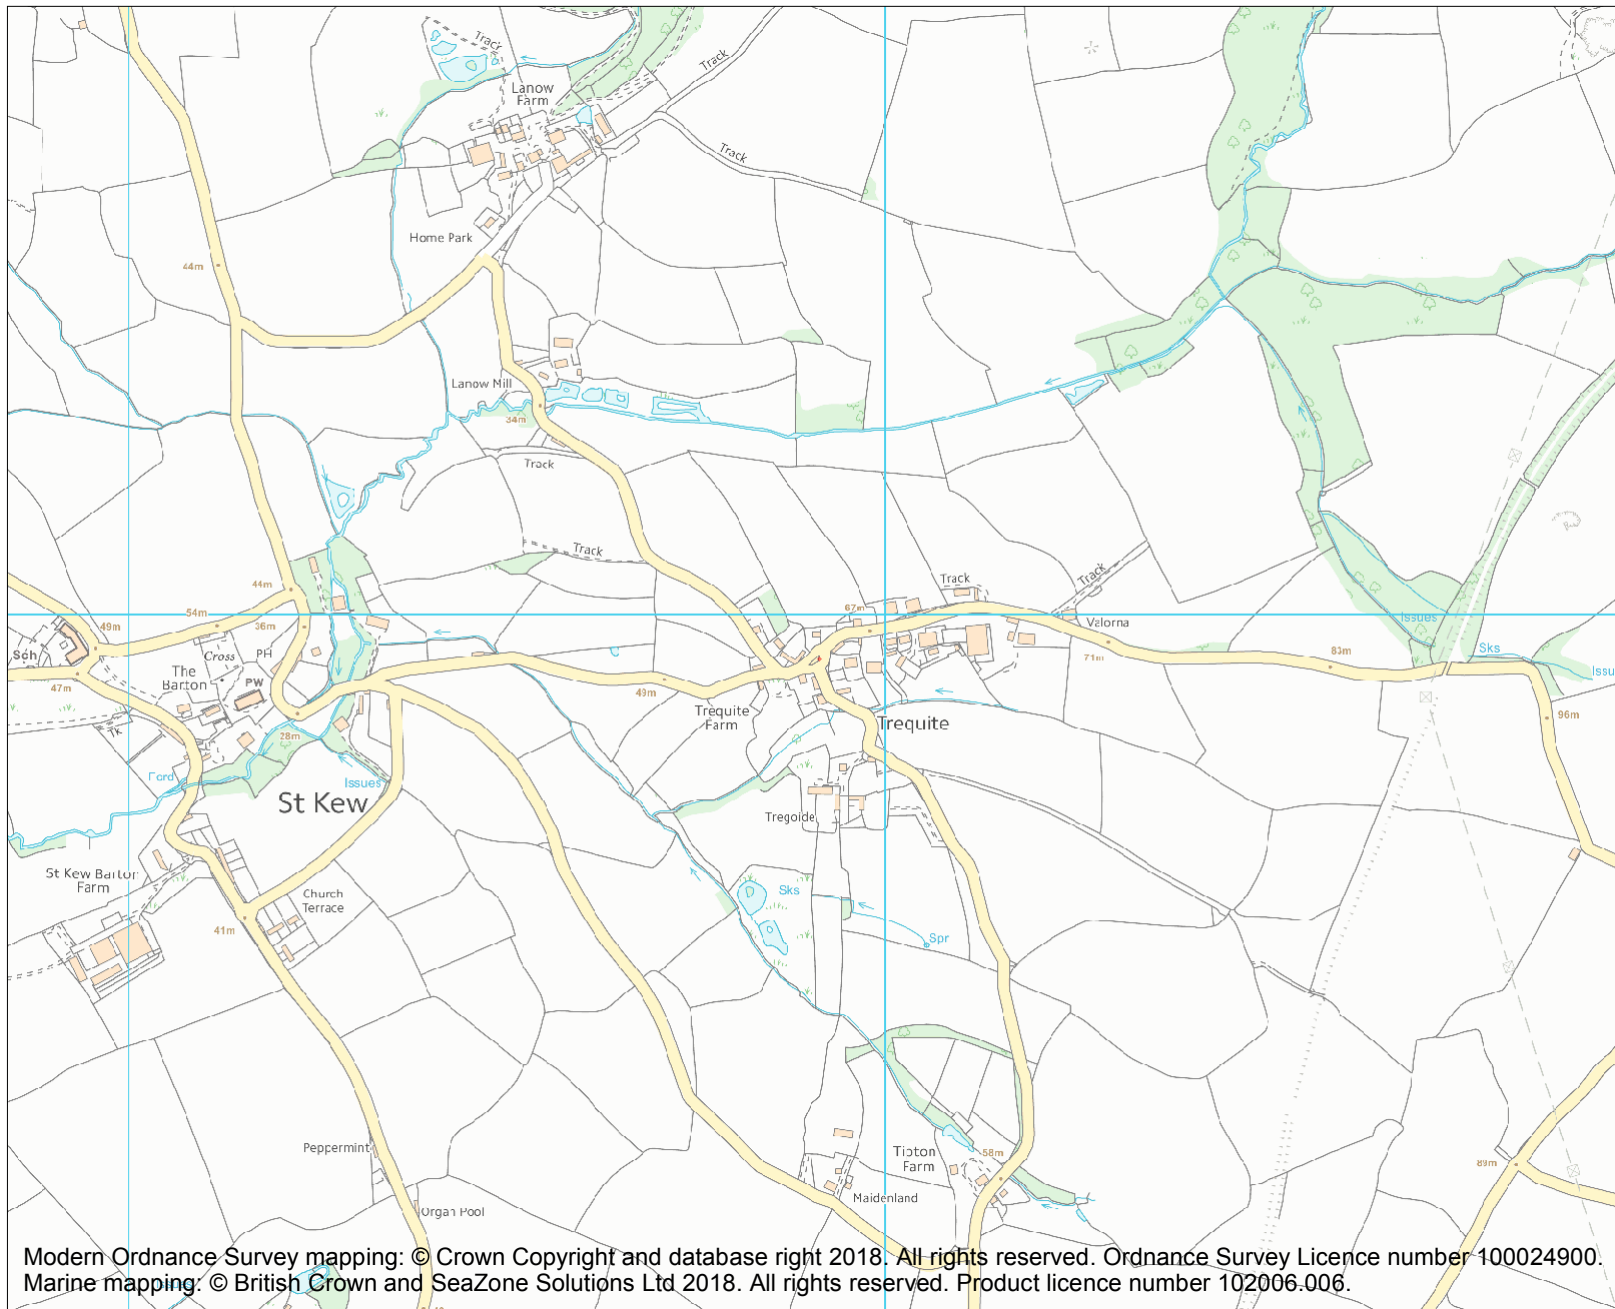 Track
Track
Lanow
Farm
Track
Home Park
44m
Lanow Mill
34m
Track
Track
Track
Track
44m
67m
54m
49m
36m
Issues
Valorna
Sch
Cross
PH
The
Barton
PW
47m
71m
83m
Sks
Issu
49m
Trequite
Farm
Trequite
96m
Tk
28m
Ford
Issues
St Kew
Tregoide
St Kew Barton
Farm
Church
Terrace
Sks
41m
Spr
Peppermint
Tipton
Farm
58m
89m
Maidenland
Organ Pool
Modern Ordnance Survey mapping: © Crown Copyright and database right 2018. All rights reserved. Ordnance Survey Licence number 100024900.
Marine mapping: © British Crown and SeaZone Solutions Ltd 2018. All rights reserved. Product licence number 102006.006.